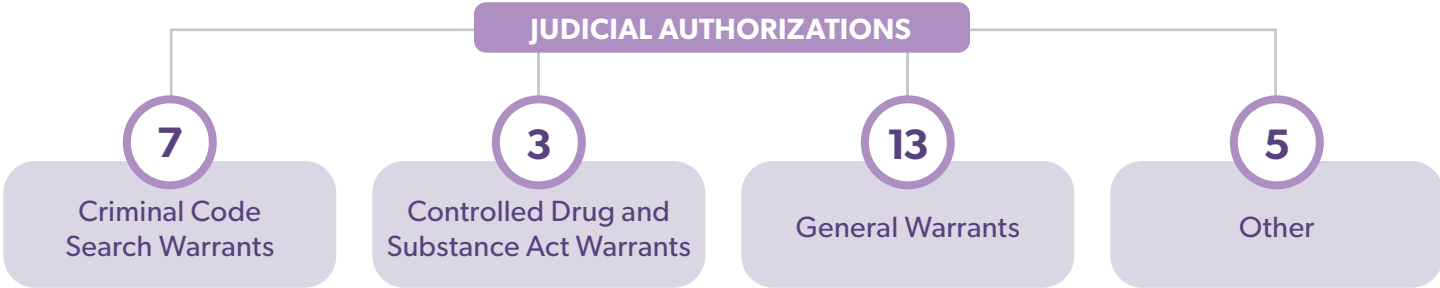 JUDICIAL AUTHORIZATIONS
7
Criminal Code
Search Warrants
3
Controlled Drug and
Substance Act Warrants
13
General Warrants
5
Other